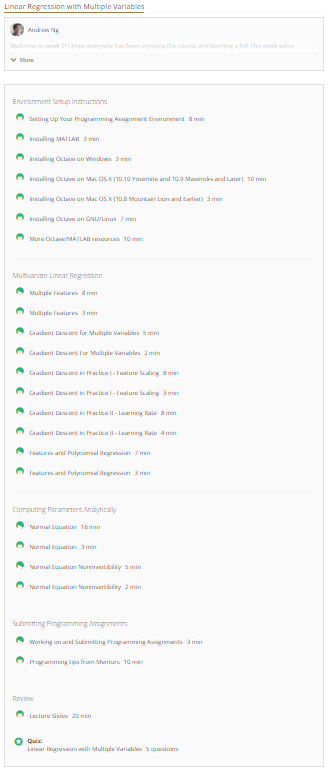 Linear Regression with Multiple Variables
Andrew Ng
Welcome to week 2! I hope everyone has been enjoying the course and learning a lot! This week we're
More
Environment Setup Instructions
Setting Up Your Programming Assignment Environment 8 min
Installing MATLAB 3 min
Installing Octave on Windows 3 min
Installing Octave on Mac OS X (10.10 Yosemite and 10.9 Mavericks and Later) 10 min
Installing Octave on Mac OS X (10.8 Mountain Lion and Earlier) 3 min
Installing Octave on GNU/Linux 7 min
More Octave/MATLAB resources 10 min
Multivariate Linear Regression
Multiple Features 8 min
Multiple Features 3 min
Gradient Descent for Multiple Variables 5 min
Gradient Descent For Multiple Variables 2 min
Gradient Descent in Practice I - Feature Scaling 8 min
Gradient Descent in Practice I - Feature Scaling 3 min
Gradient Descent in Practice II - Learning Rate 8 min
Gradient Descent in Practice II - Learning Rate 4 min
Features and Polynomial Regression 7 min
Features and Polynomial Regression 3 min
Computing Parameters Analytically
Normal Equation 16 min
Normal Equation 3 min
Normal Equation Noninvertibility 5 min
Normal Equation Noninvertibility 2 min
Submitting Programming Assignments
Working on and Submitting Programming Assignments 3 min
Programming tips from Mentors 10 min
Review
Lecture Slides 20 min
Quiz:
Linear Regression with Multiple Variables 5 questions